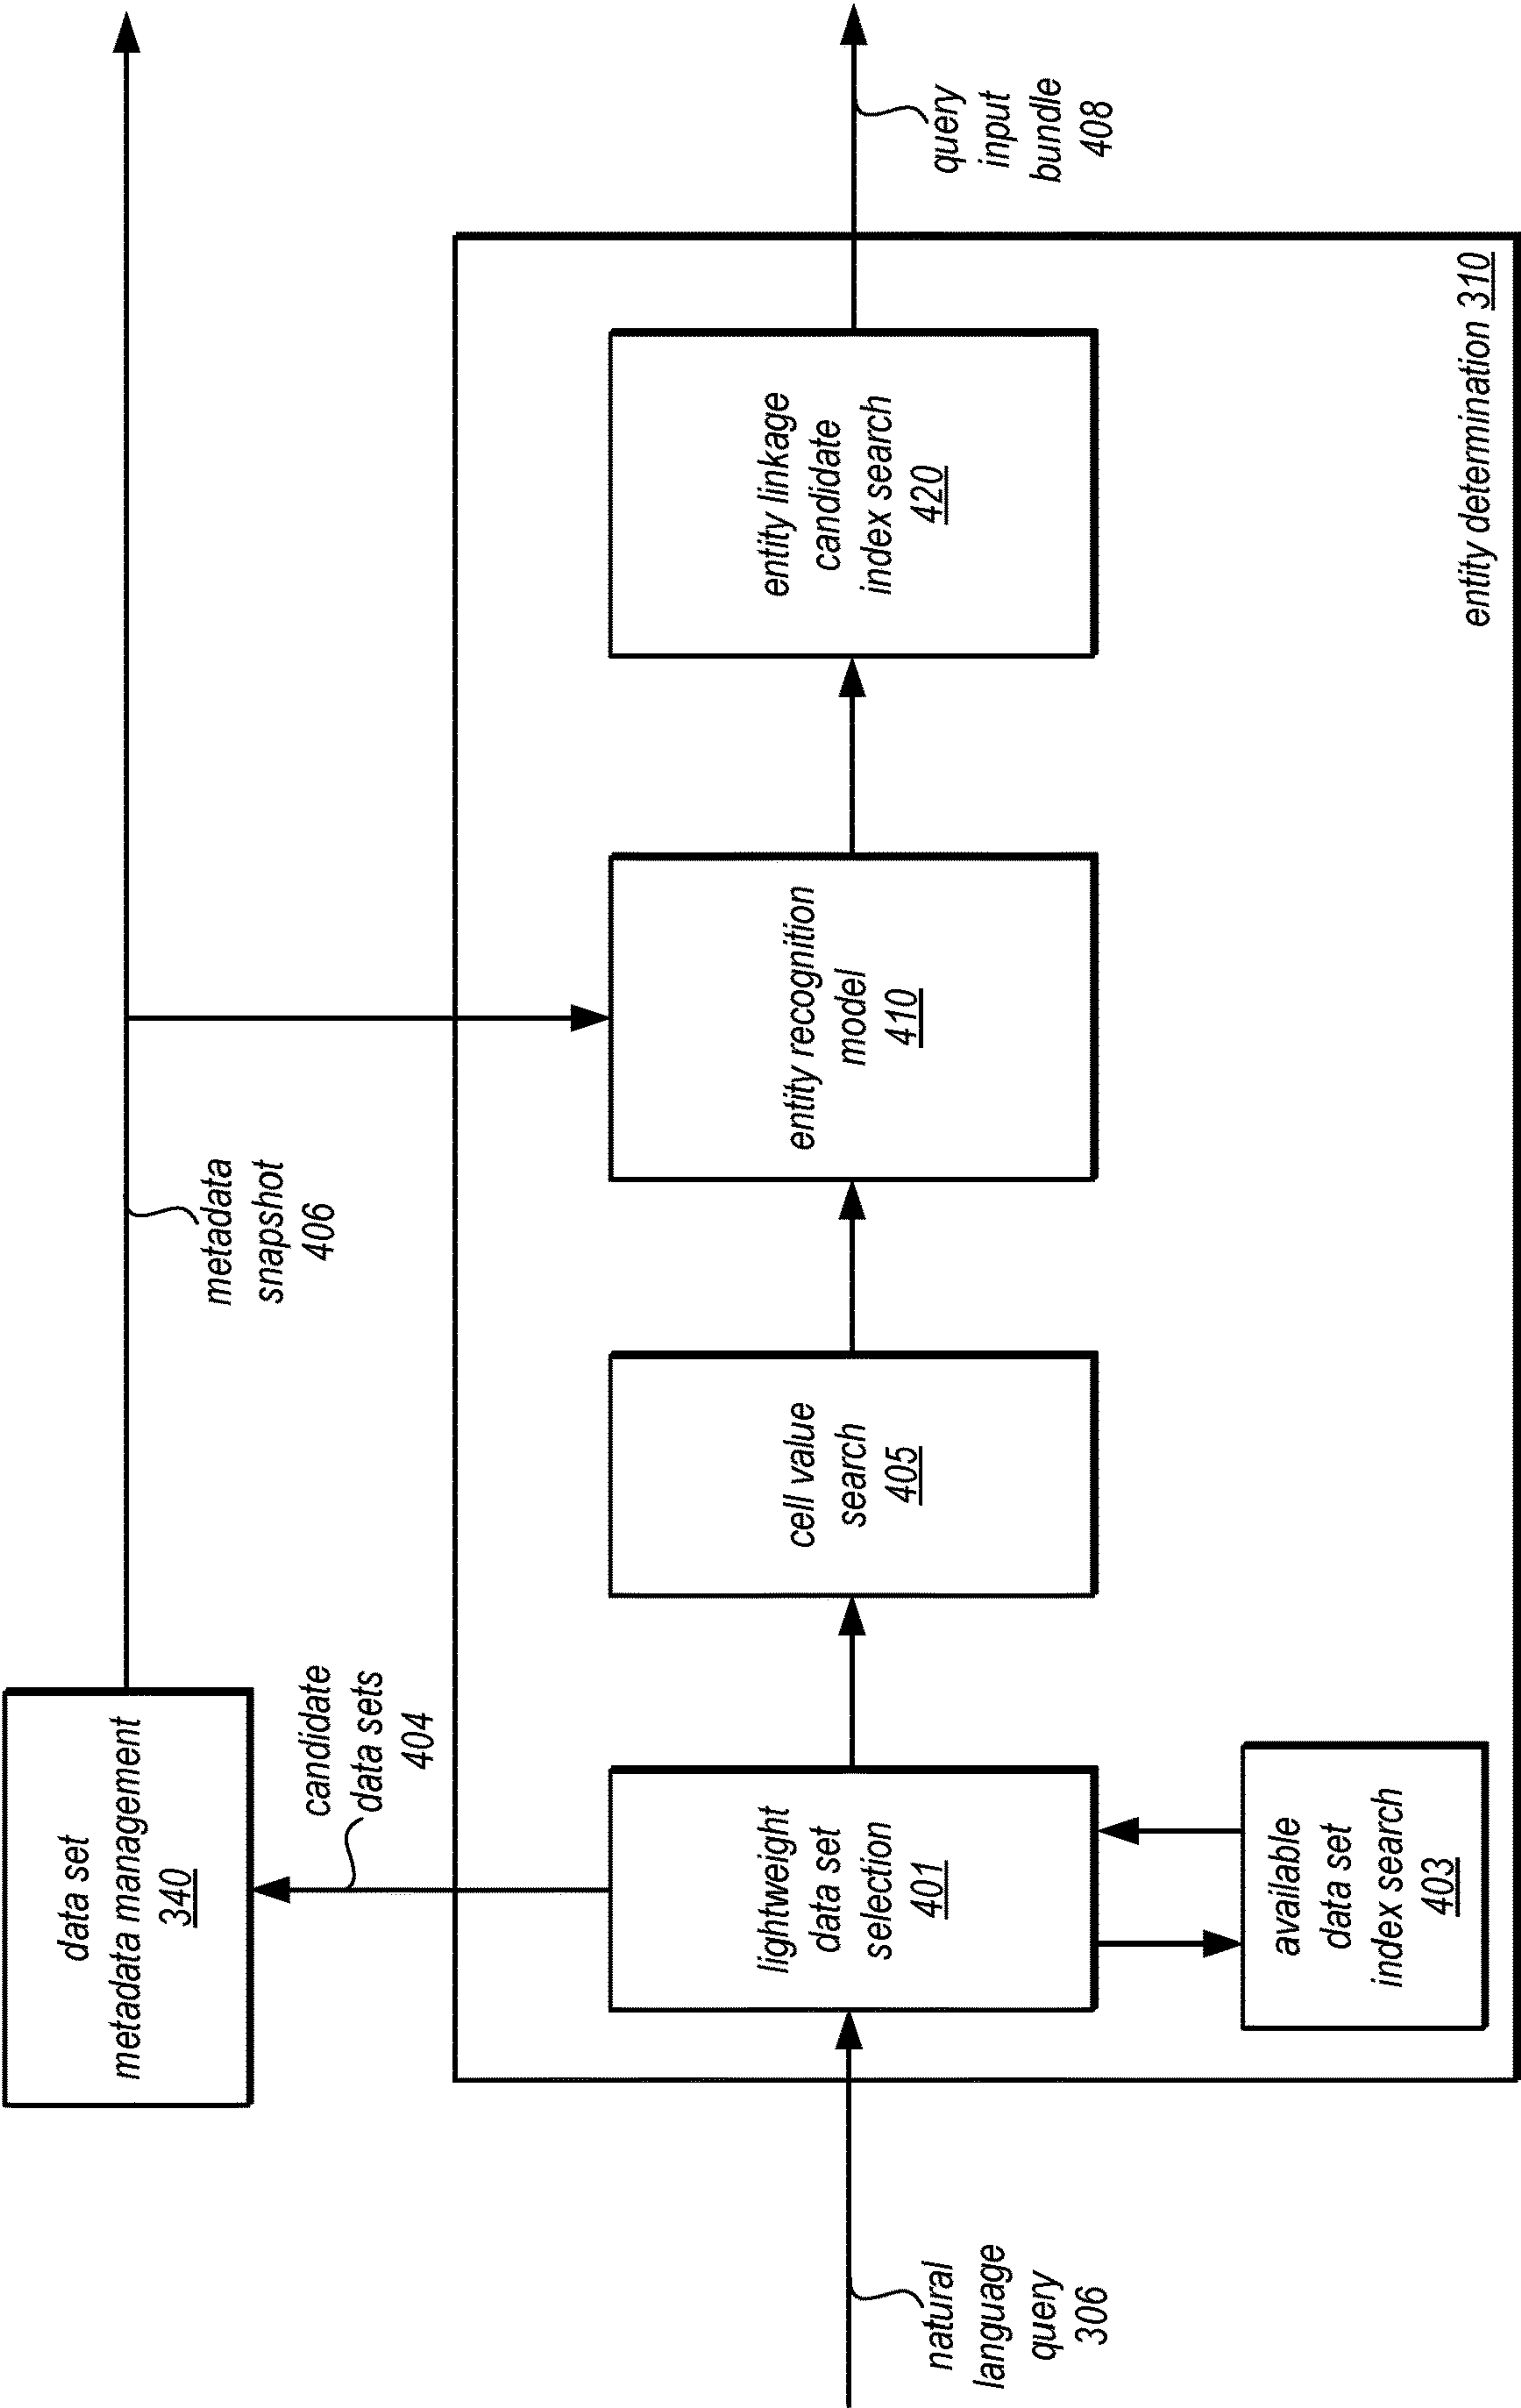 data set
metadata management
340
candidate
data sets
404
metadata
snapshot
406
natural
language
query
306
lightweight
data set
selection
401
available
data set
index search
403
cell value
search
405
entity recognition
model
410
entity linkage
candidate
index search
420
query
input
bundle
408
entity determination 310